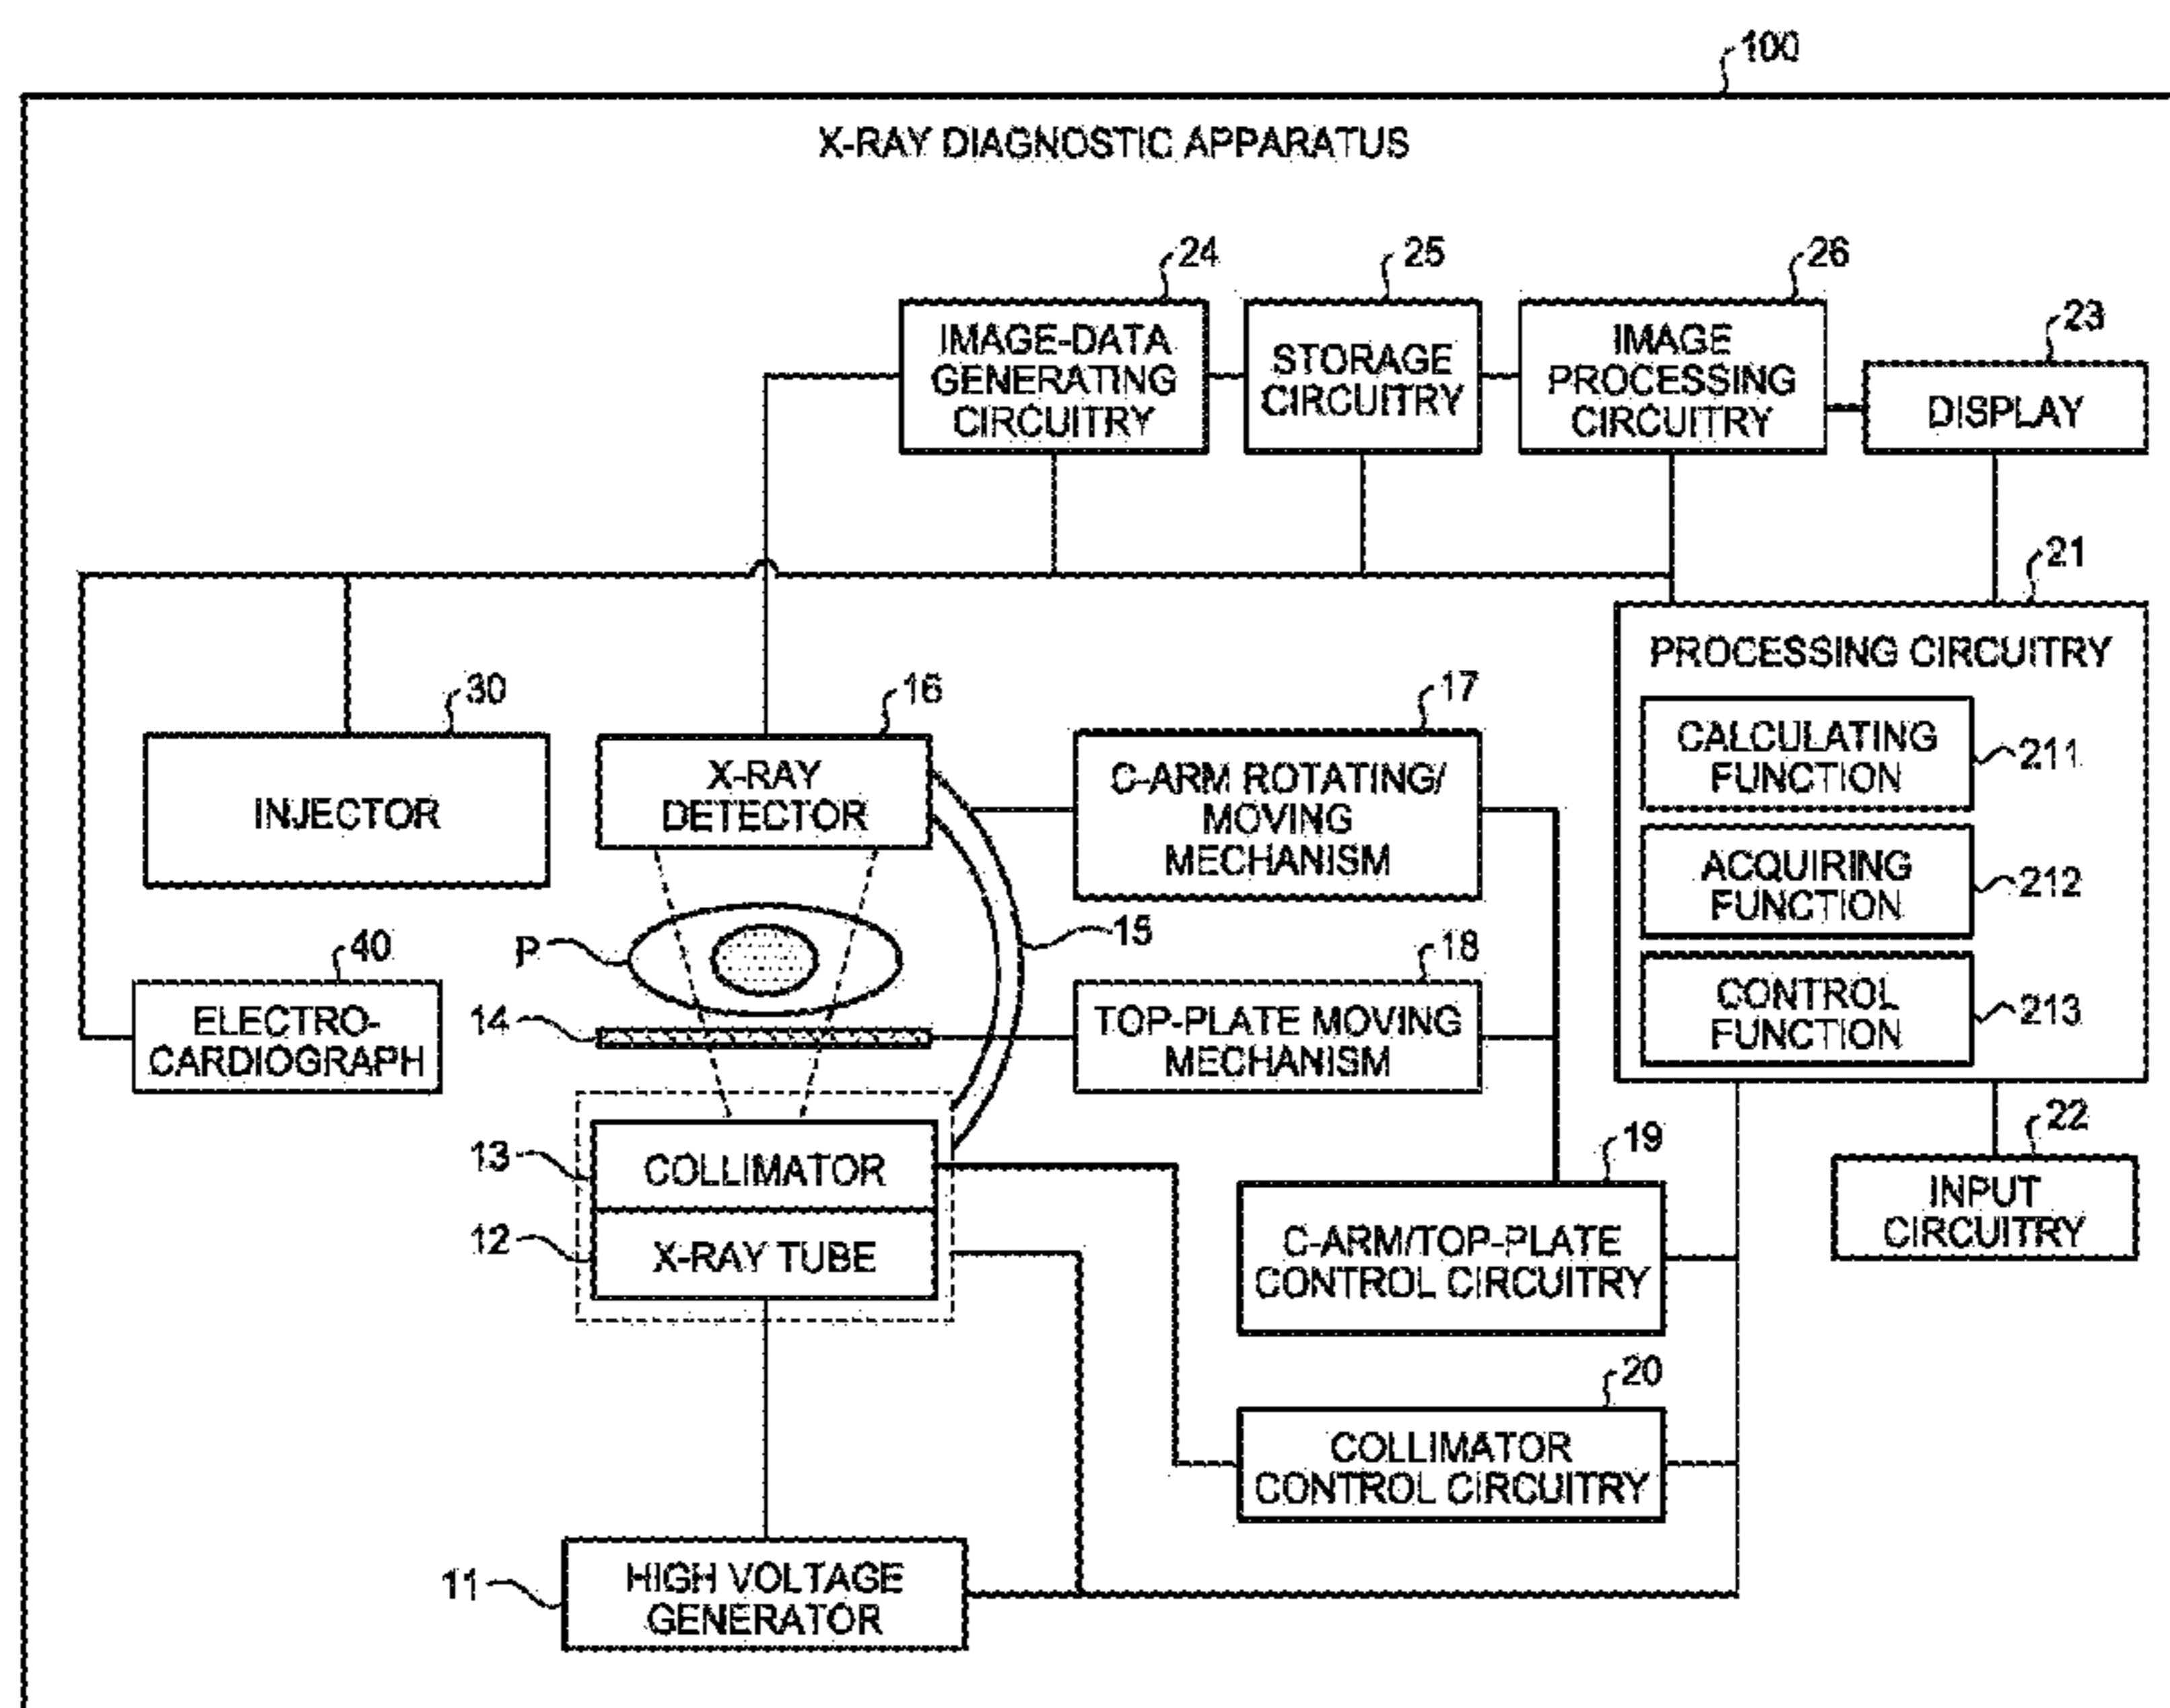 100
X-RAY DIAGNOSTIC APPARATUS
24
25
26
23
IMAGE-DATA
GENERATING
CIRCUITRY
STORAGE
CIRCUITRY
IMAGE
PROCESSING
CIRCUITRY
DISPLAY
21
PROCESSING CIRCUITRY
CALCULATING
FUNCTION
211
ACQUIRING
FUNCTION
212
CONTROL
FUNCTION
213
30
INJECTOR
16
X-RAY
DETECTOR
17
C-ARM ROTATING/
MOVING
MECHANISM
P
15
40
ELECTRO-
CARDIOGRAPH
14
18
TOP-PLATE MOVING
MECHANISM
13
COLLIMATOR
12
X-RAY TUBE
19
C-ARM/TOP-PLATE
CONTROL CIRCUITRY
22
INPUT
CIRCUITRY
20
COLLIMATOR
CONTROL CIRCUITRY
11
HIGH VOLTAGE
GENERATOR